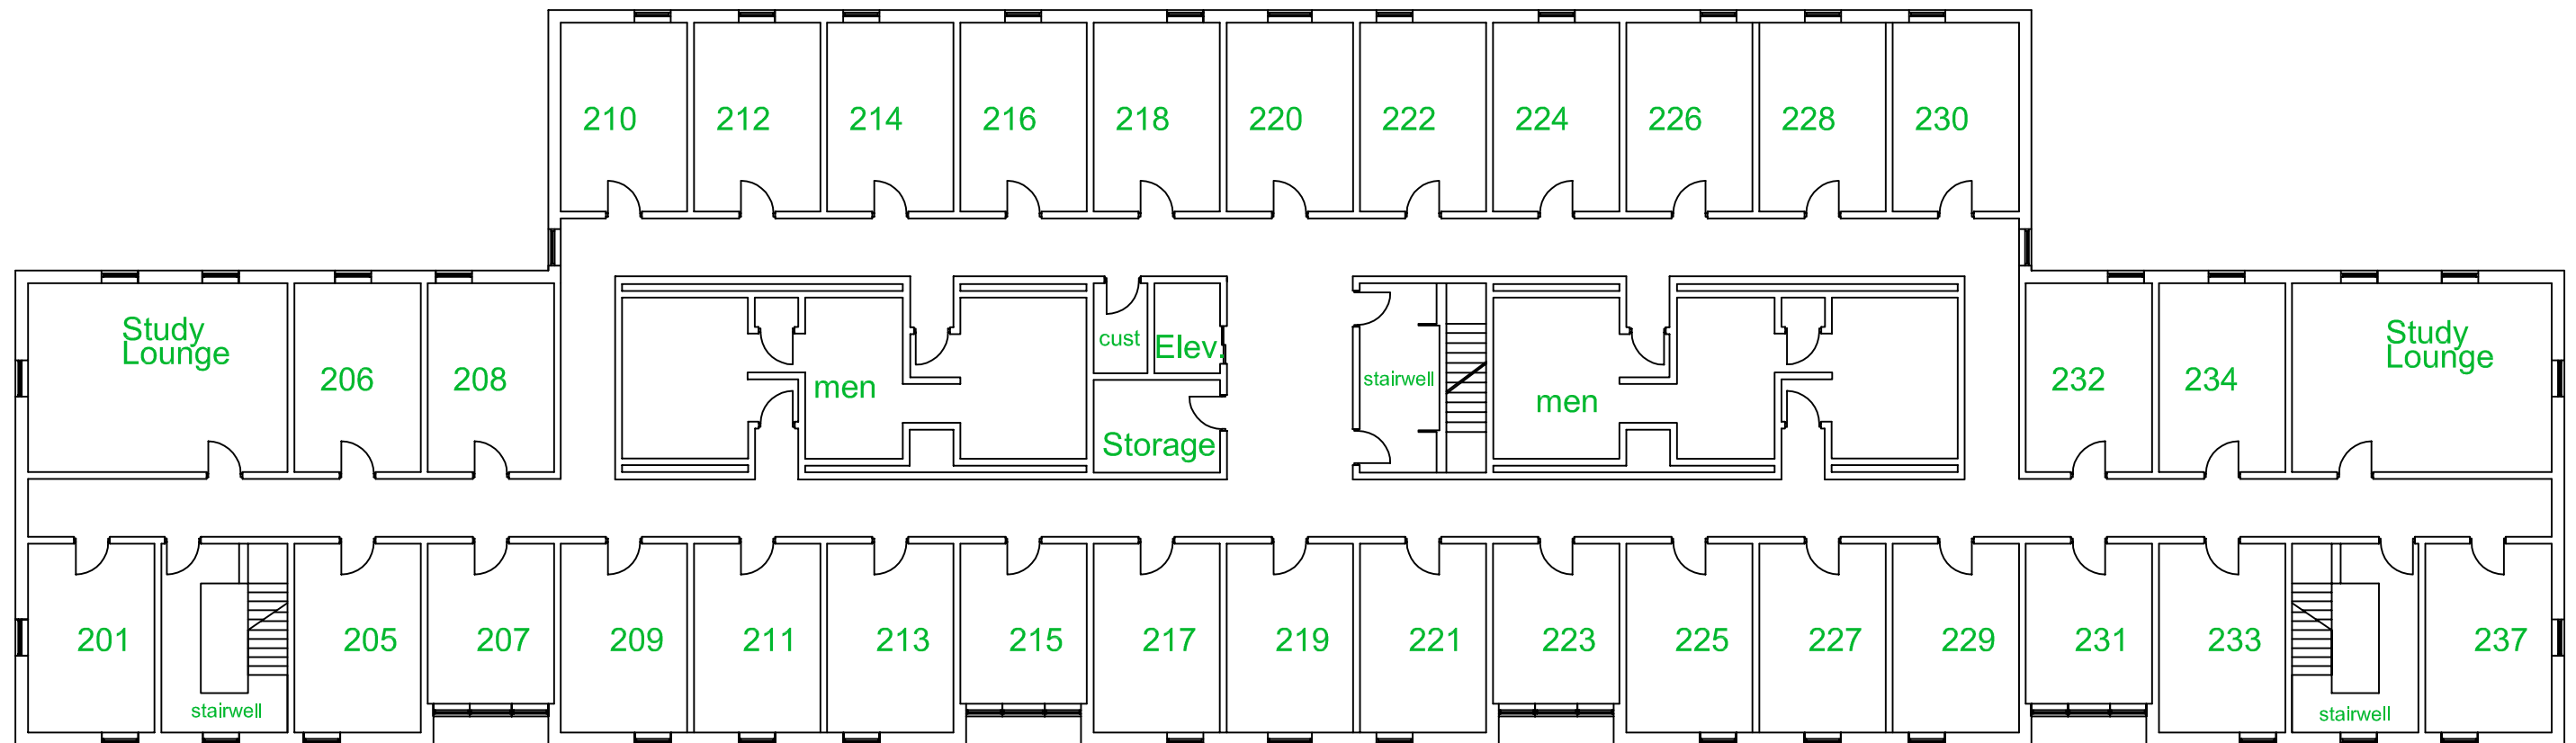 210 212 214 216 218 220 222 224 226 228 230
Study
Lounge
206 208
men
cust
Elev.
Storage
stairwell
men
232 234
Study
Lounge
201
stairwell
205 207 209 211 213 215 217 219 221 223 225 227 229 231 233
stairwell
237